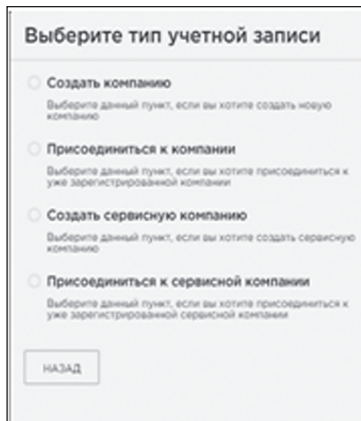 Выберите тип учетной записи
Создать компанию
Выберите данный пункт, если вы хотите создать новую
компанию
Присоединиться к компании
Выберите данный пункт, если вы хотите присоединиться к
уже зарегистрированной компании
Создать сервисную компанию
Выберите данный пункт, если вы хотите создать сервисную
компанию
Присоединиться к сервисной компании
Выберите данный пункт, если вы хотите присоединиться к
уже зарегистрированной сервисной компании
НАЗАД